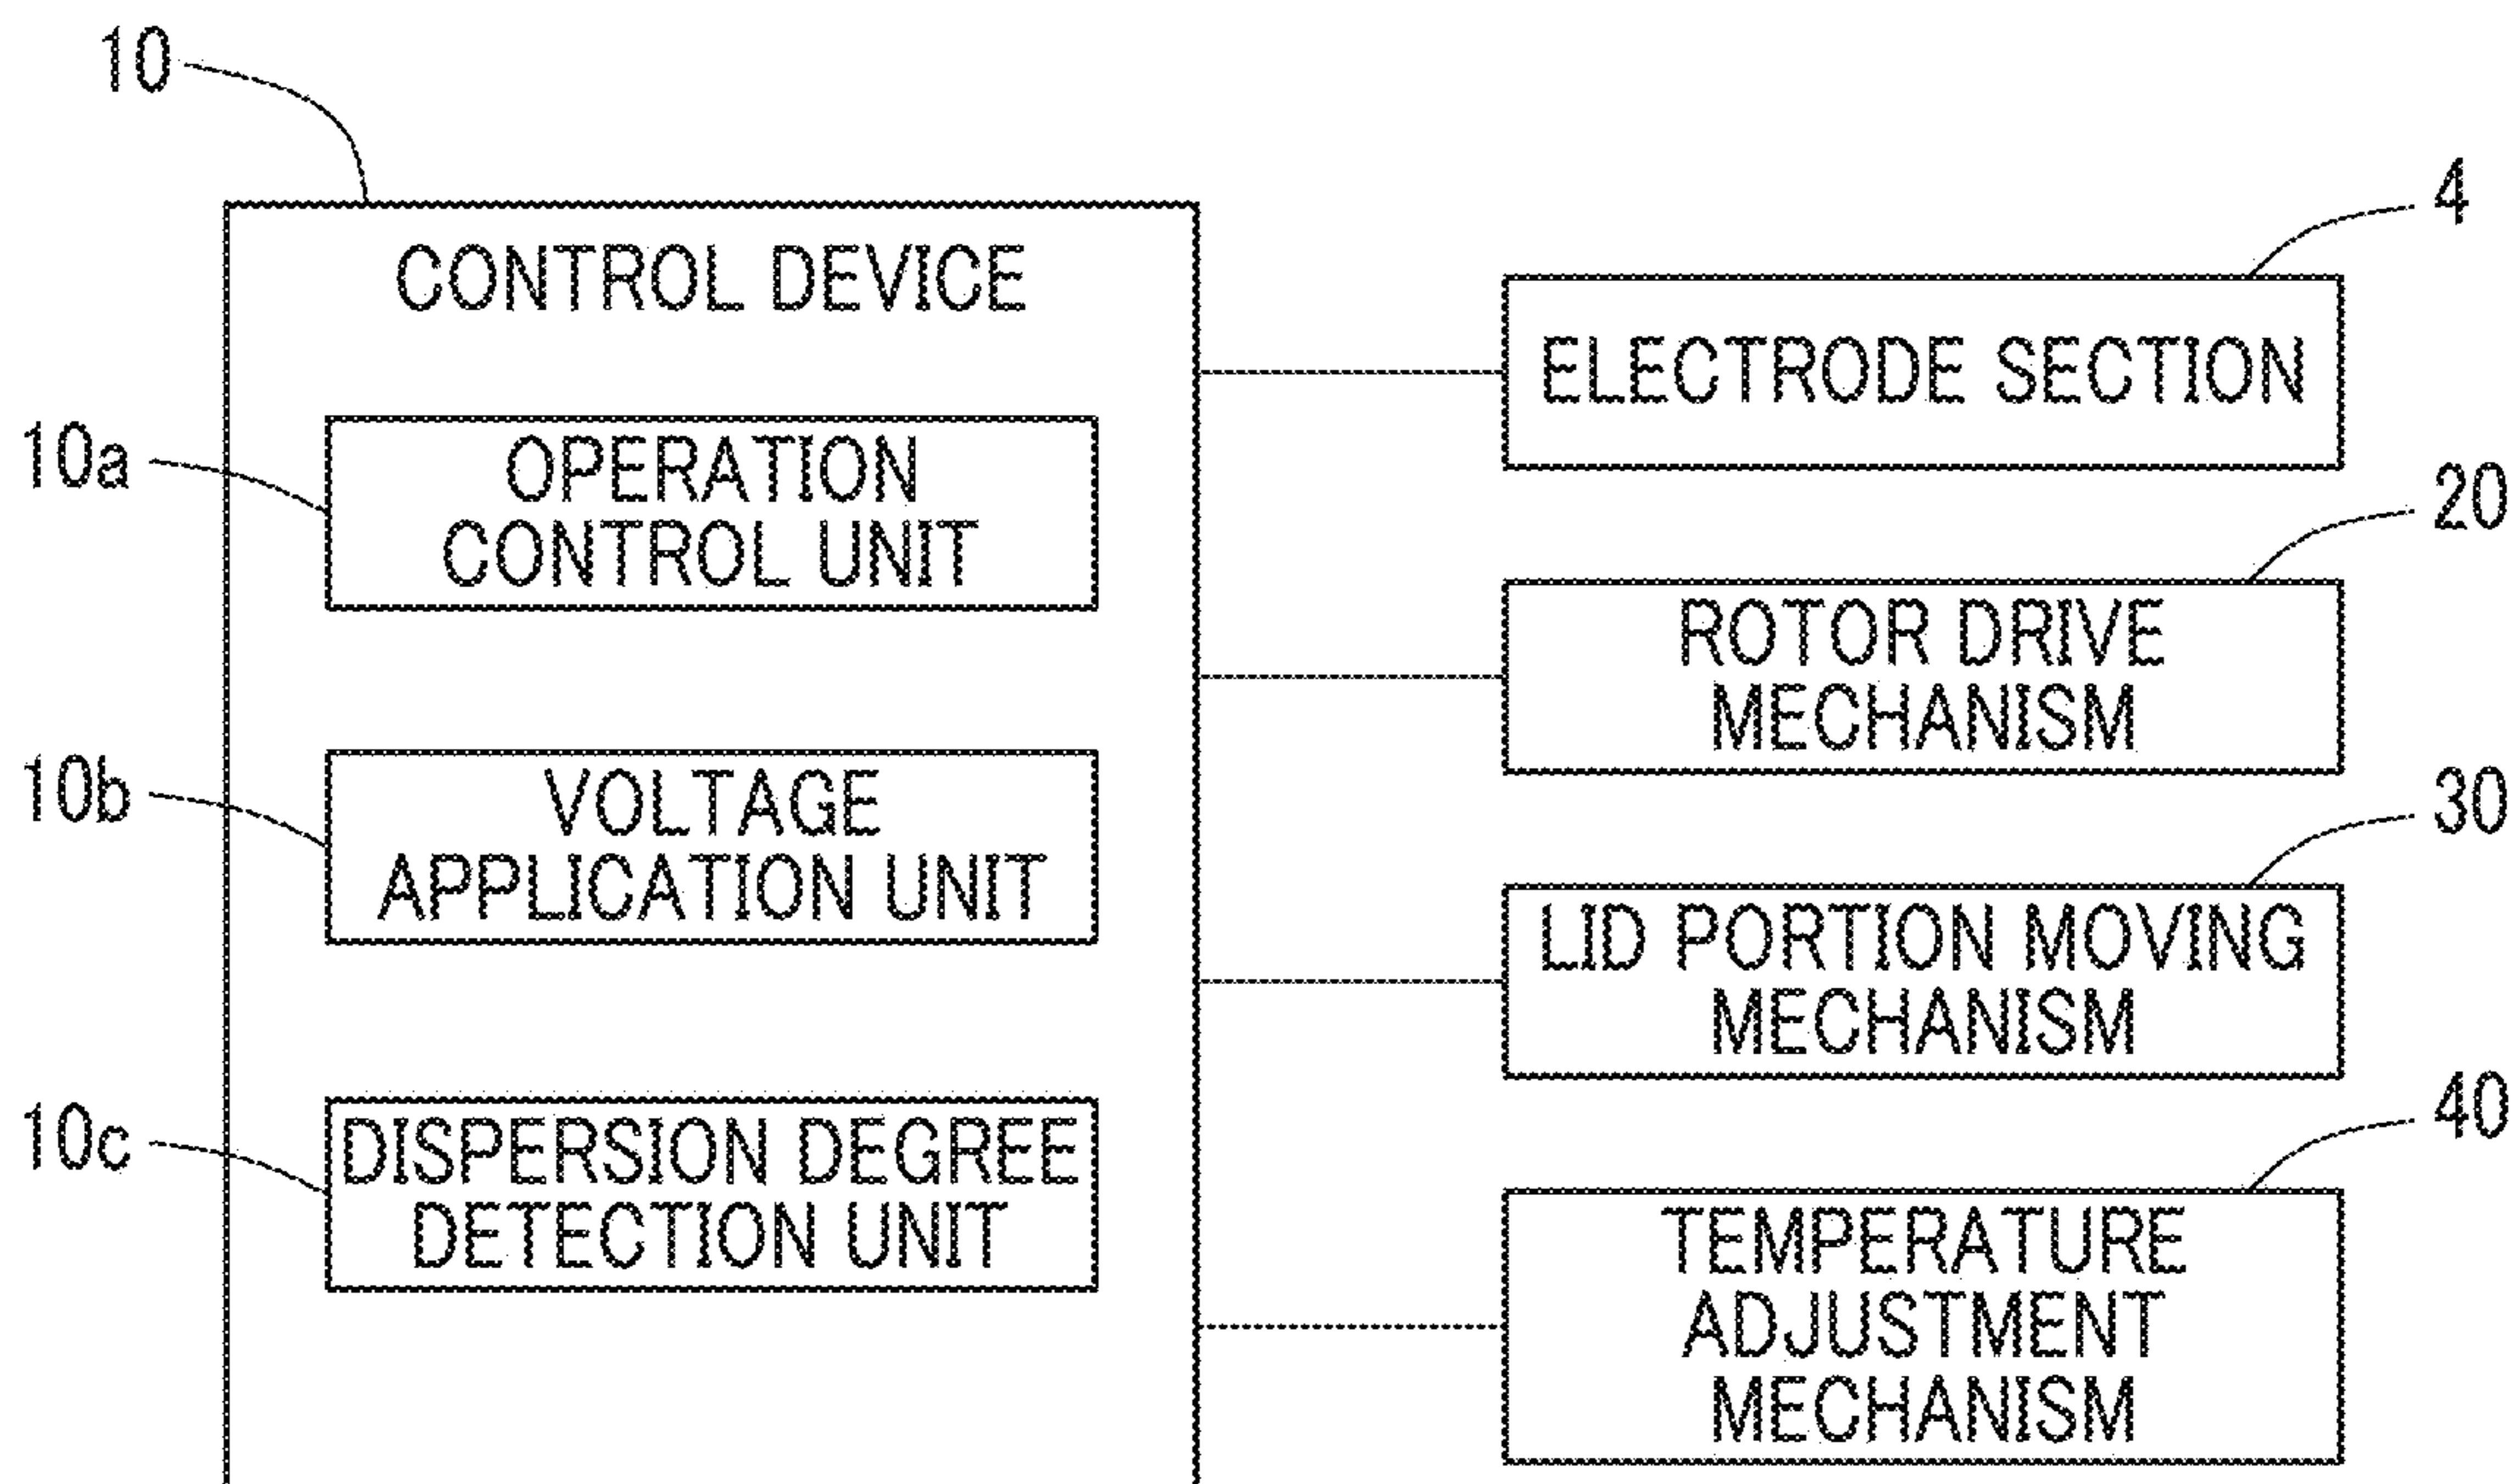 10
CONTROL DEVICE
10a
OPERATION
CONTROL UNIT
10b
VOLTAGE
APPLICATION UNIT
10c
DISPERSION DEGREE
DETECTION UNIT
4
ELECTRODE SECTION
20
ROTOR DRIVE
MECHANISM
30
LID PORTION MOVING
MECHANISM
40
TEMPERATURE
ADJUSTMENT
MECHANISM